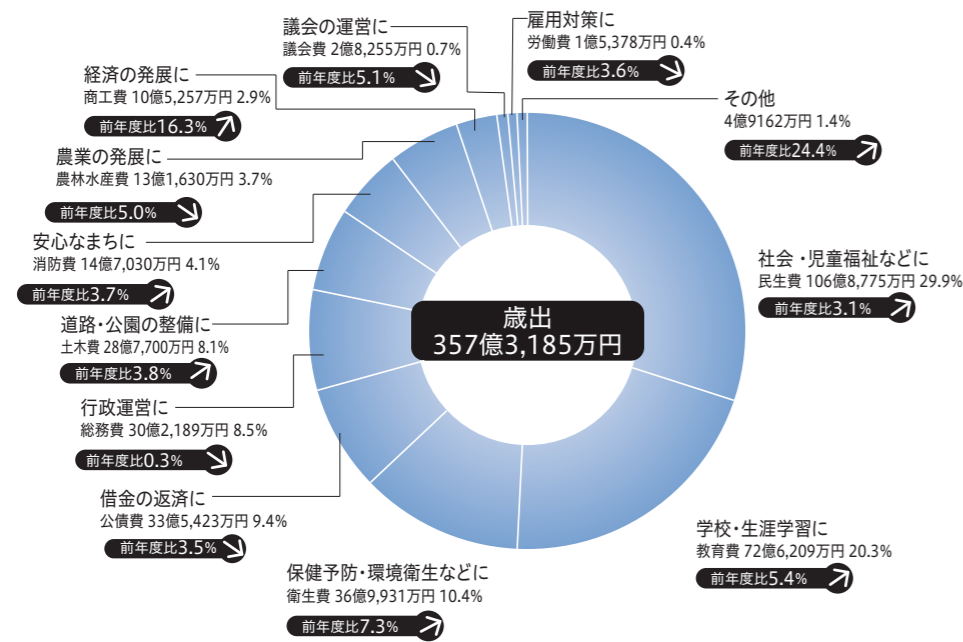 議会の運営に
議会費 2億8,255万円 0.7%
前年度比5.1%
雇用対策に
労働費 1億5,378万円 0.4%
前年度比3.6%
経済の発展に
商工費 10億5,257万円 2.9%
前年度比16.3%
その他
4億9162万円 1.4%
前年度比24.4%
農業の発展に
農林水産費 13億1,630万円 3.7%
前年度比5.0%
安心なまちに
消防費 14億7,030万円 4.1%
前年度比3.7%
社会・児童福祉などに
民生費 106億8,775万円 29.9%
前年度比3.1%
歳出
357億3,185万円
道路・公園の整備に
土木費 28億7,700万円 8.1%
前年度比3.8%
行政運営に
総務費 30億2,189万円 8.5%
前年度比0.3%
借金の返済に
公債費 33億5,423万円 9.4%
前年度比3.5%
学校・生涯学習に
教育費 72億6,209万円 20.3%
前年度比5.4%
保健予防・環境衛生などに
衛生費 36億9,931万円 10.4%
前年度比7.3%